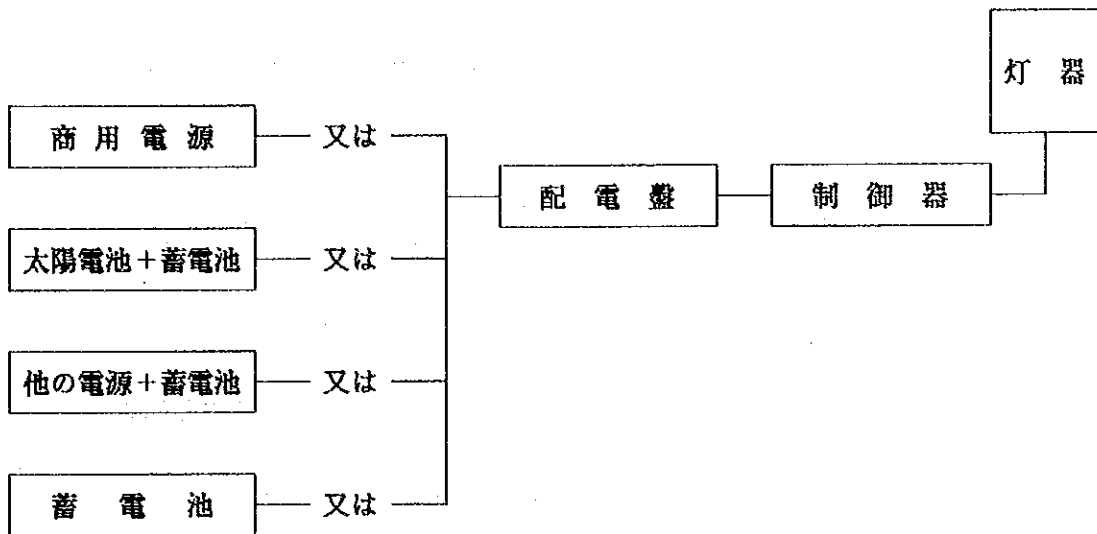 灯 器
商 用 電 源 又は
配 電 盤 制 御 器
太陽電池+蓄電池 又は
他の電源+蓄電池 又は
蓄 電 池 又は